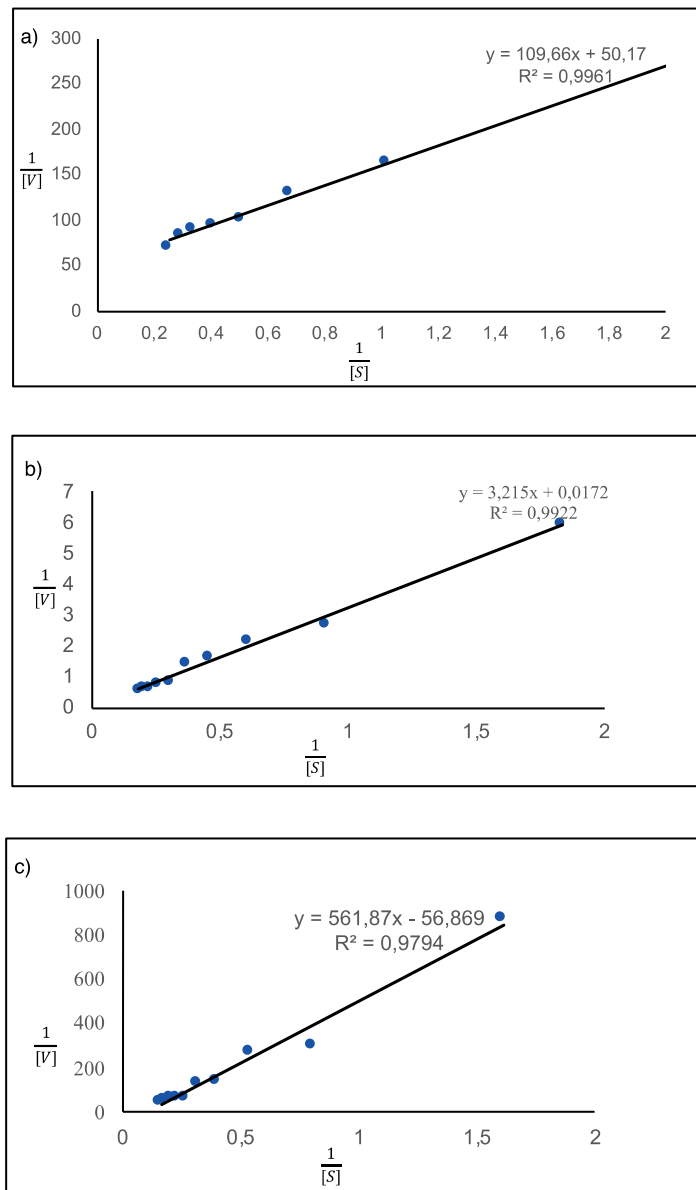 a)
y = 109,66x + 50,17
R² = 0,9961
300
250
200
150
100
50
0
1
[V]
0 0,2 0,4 0,6 0,8 1 1,2 1,4 1,6 1,8 2
1
[S]
b)
y = 3,215x + 0,0172
R² = 0,9922
7
6
5
4
3
2
1
0
1
[V]
0 0,5 1 1,5 2
1
[S]
c)
y = 561,87x - 56,869
R² = 0,9794
1000
800
600
400
200
0
1
[V]
0 0,5 1 1,5 2
1
[S]